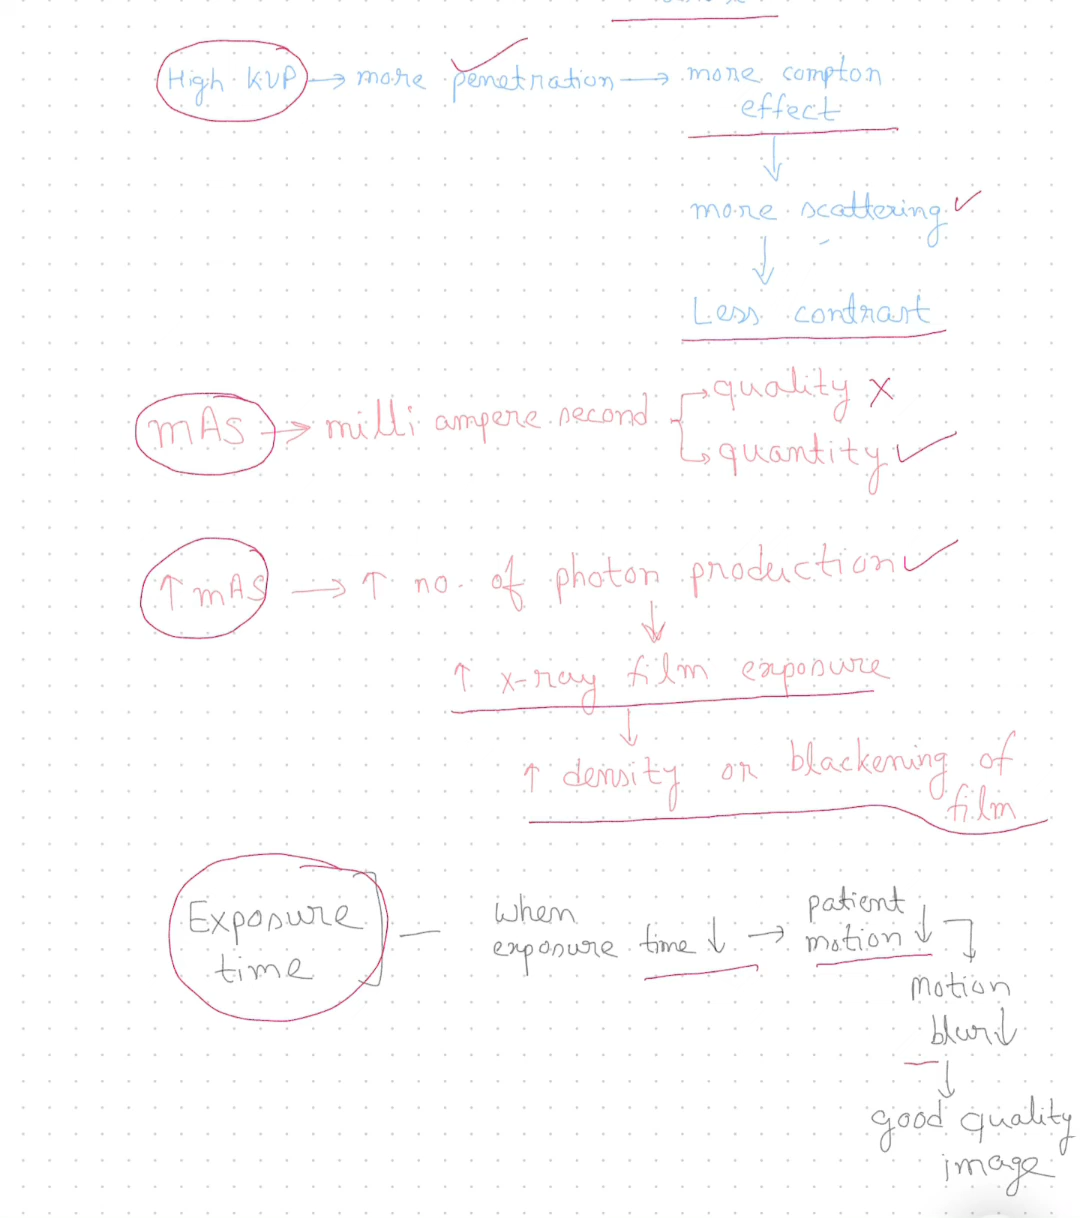 High KVP → more penetration → more compton
effect
↓
more scattering ✓
↓
Less contrast
mAs → milli ampere second → quality X
→ quantity ✓
↑ mAs → ↑ no. of photon production ✓
↓
↑ x-ray film exposure
↓
↑ density or blackening of
film
Exposure
time
— when
exposure time ↓ → patient
motion ↓
motion
blur ↓
↓
good quality
image